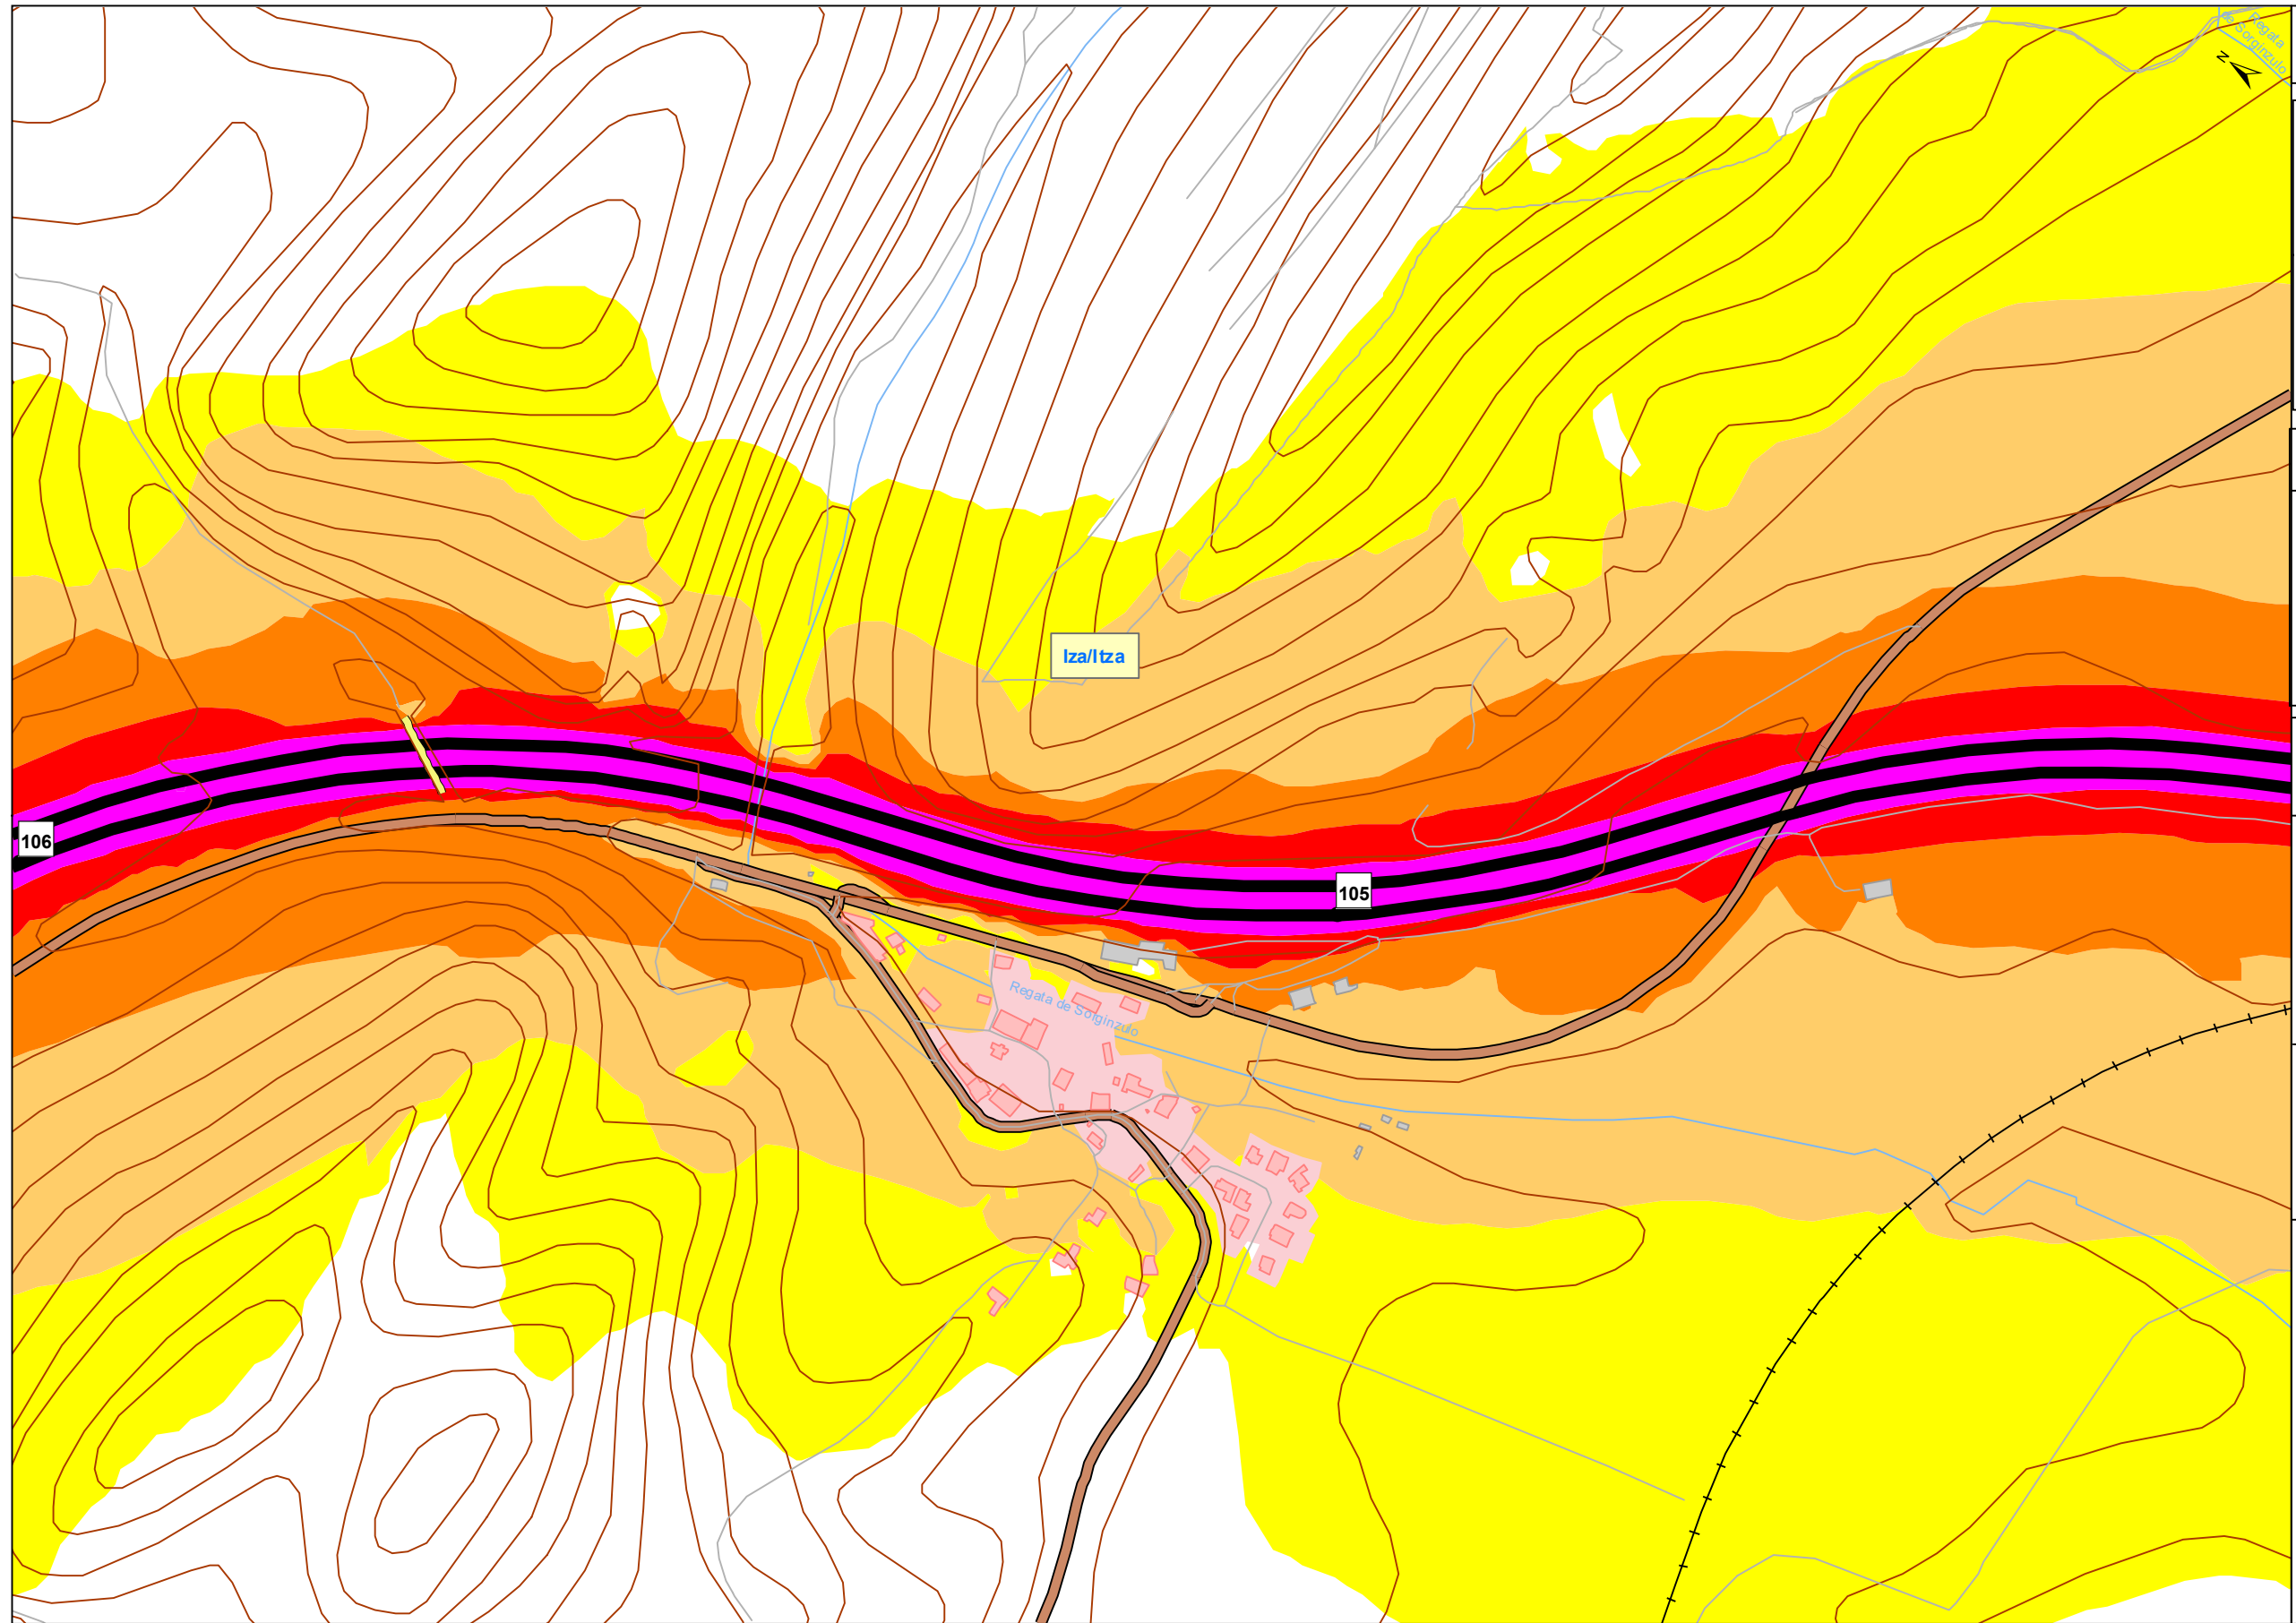 Regata
de Sorginzulo
N
Iza/Itza
106
105
Regata de Sorginzulo